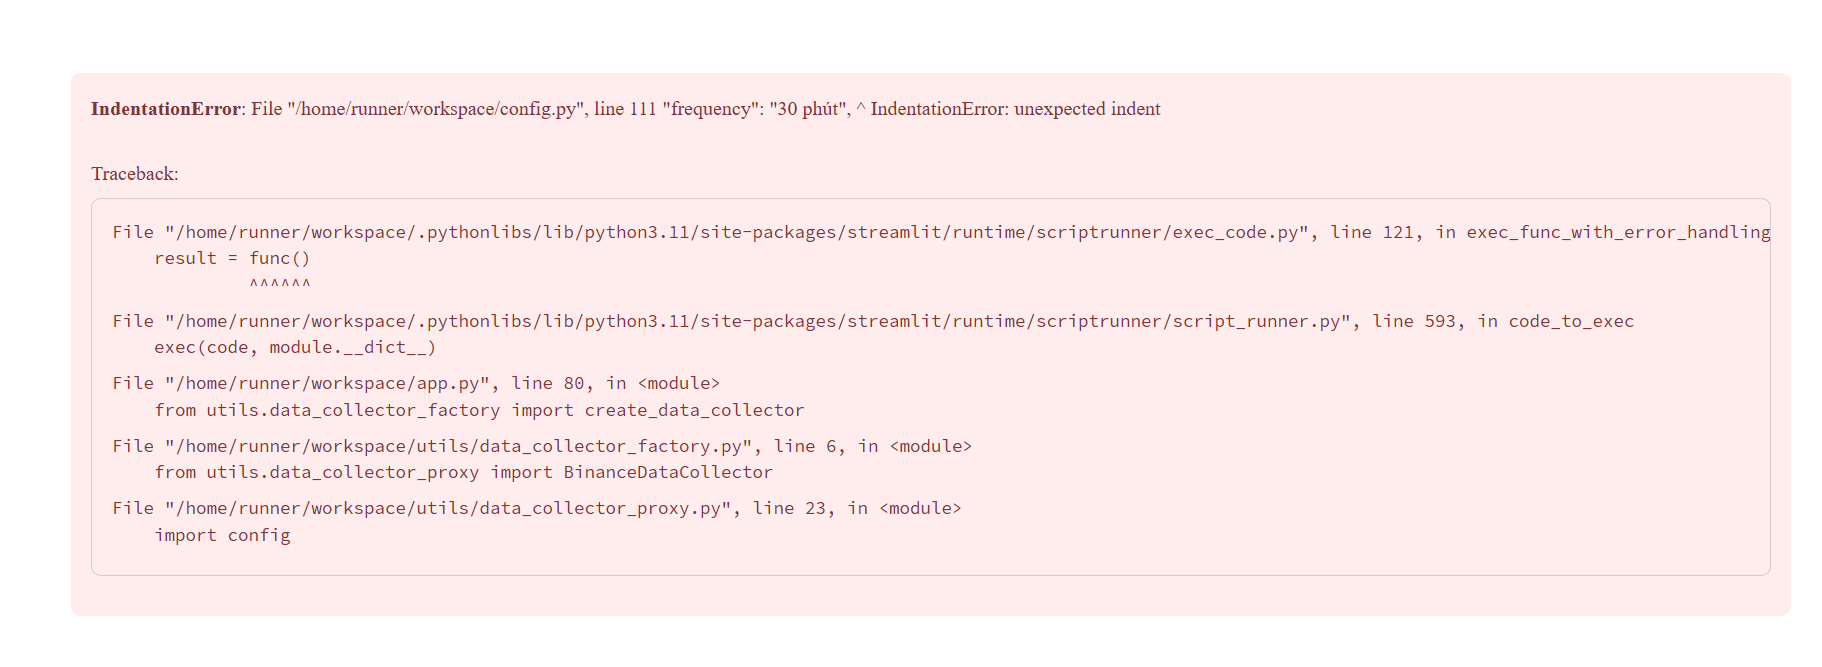 IndentationError: File "/home/runner/workspace/config.py", line 111 "frequency": "30 phút", ^ IndentationError: unexpected indent
Traceback:
File "/home/runner/workspace/.pythonlibs/lib/python3.11/site-packages/streamlit/runtime/scriptrunner/exec_code.py", line 121, in exec_func_with_error_handling
result = func()
^^^^^^
File "/home/runner/workspace/.pythonlibs/lib/python3.11/site-packages/streamlit/runtime/scriptrunner/script_runner.py", line 593, in code_to_exec
exec(code, module.__dict__)
File "/home/runner/workspace/app.py", line 80, in <module>
from utils.data_collector_factory import create_data_collector
File "/home/runner/workspace/utils/data_collector_factory.py", line 6, in <module>
from utils.data_collector_proxy import BinanceDataCollector
File "/home/runner/workspace/utils/data_collector_proxy.py", line 23, in <module>
import config